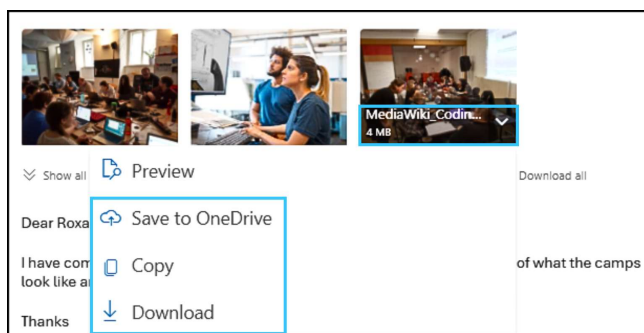 MediaWiki_Codin...
4 MB
Show all
Download all
Preview
Save to OneDrive
Copy
Download
Dear Roxa
I have com
of what the camps
look like a
Thanks